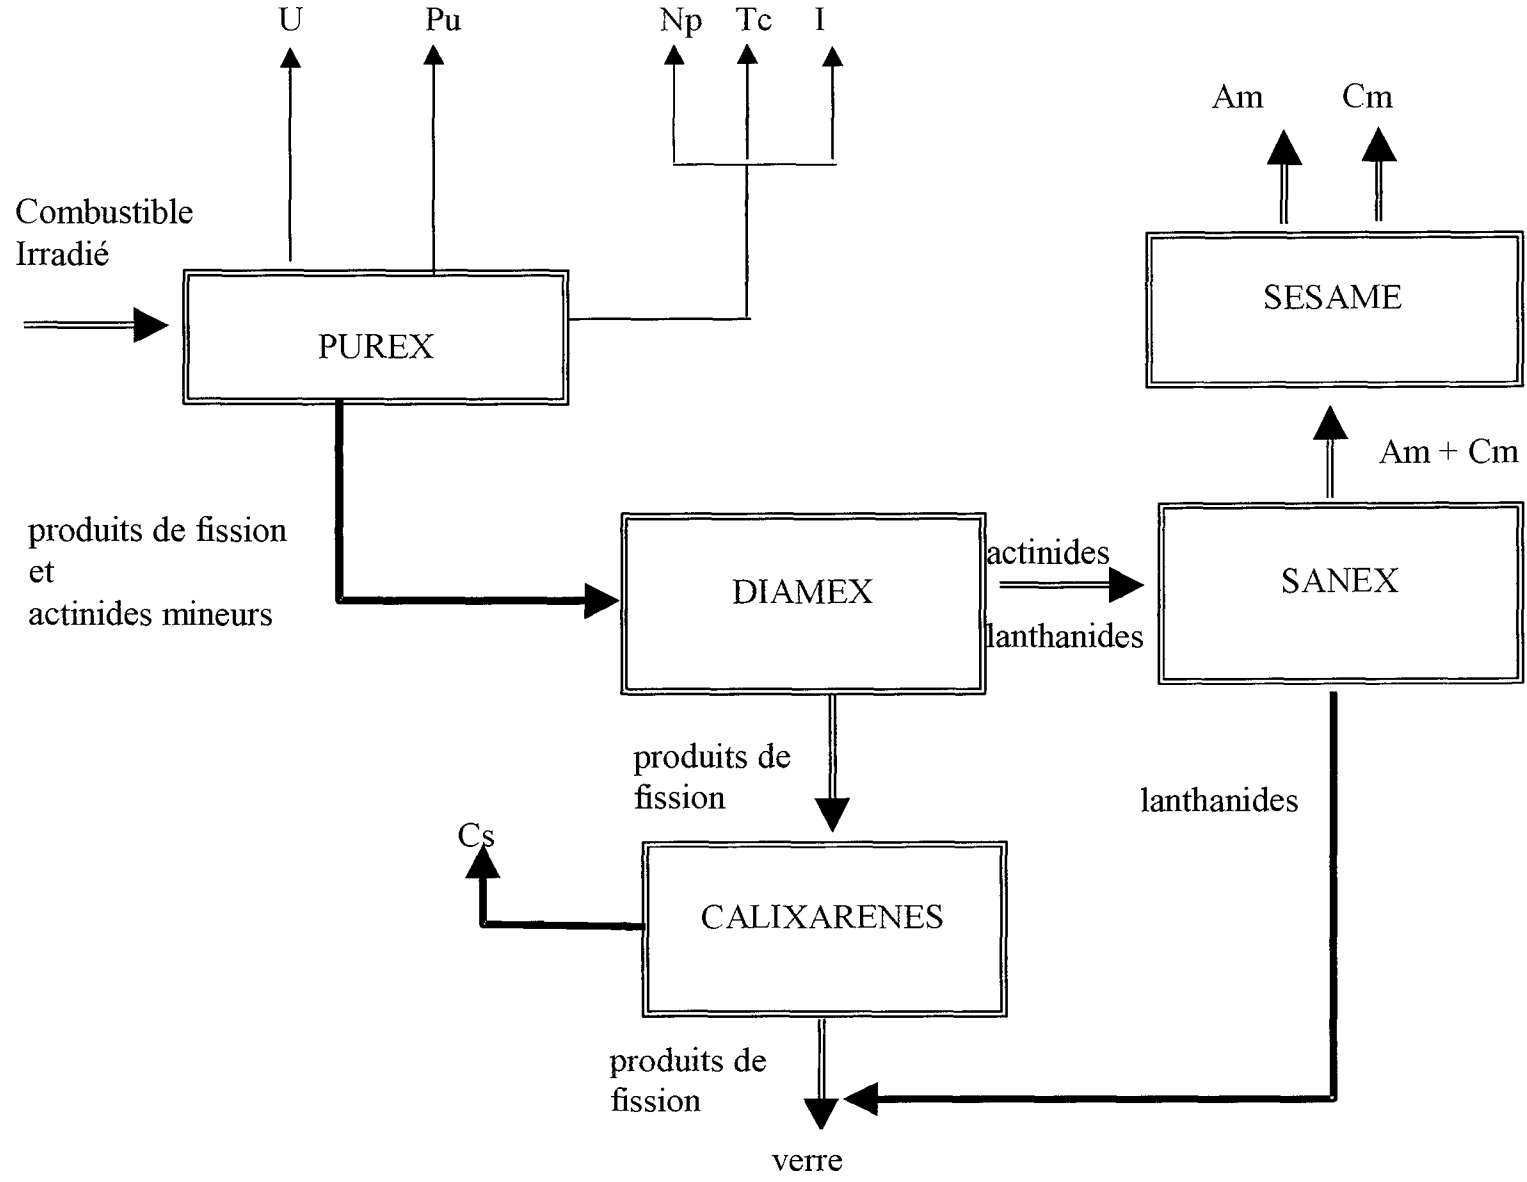 U
Pu
Np
Tc
I
Am
Cm
Combustible
Irradié
PUREX
SESAME
Am + Cm
produits de fission
et
actinides mineurs
DIAMEX
actinides
lanthanides
SANEX
produits de
fission
lanthanides
Cs
CALIXARENES
produits de
fission
verre